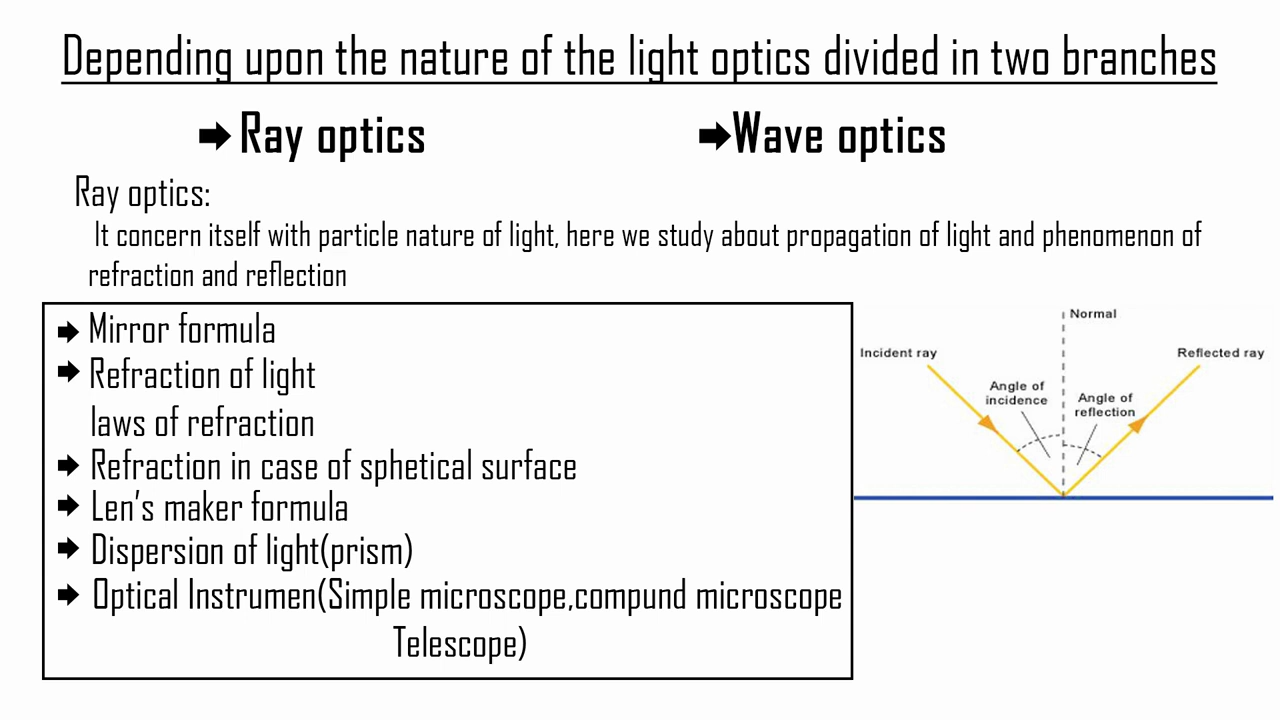 Depending upon the nature of the light optics divided in two branches
Ray optics
Wave optics
Ray optics:
It concern itself with particle nature of light, here we study about propagation of light and phenomenon of
refraction and reflection
Mirror formula
Refraction of light
laws of refraction
Refraction in case of sphetical surface
Len's maker formula
Dispersion of light(prism)
Optical Instrumen(Simple microscope,compund microscope
Telescope)
Normal
Incident ray
Reflected ray
Angle of
incidence
Angle of
reflection